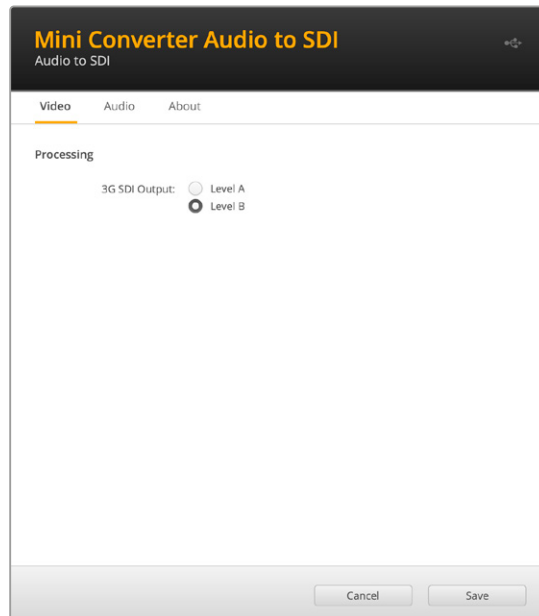 Mini Converter Audio to SDI
Audio to SDI
Video Audio About
Processing
3G SDI Output: Level A
Level B
Cancel Save